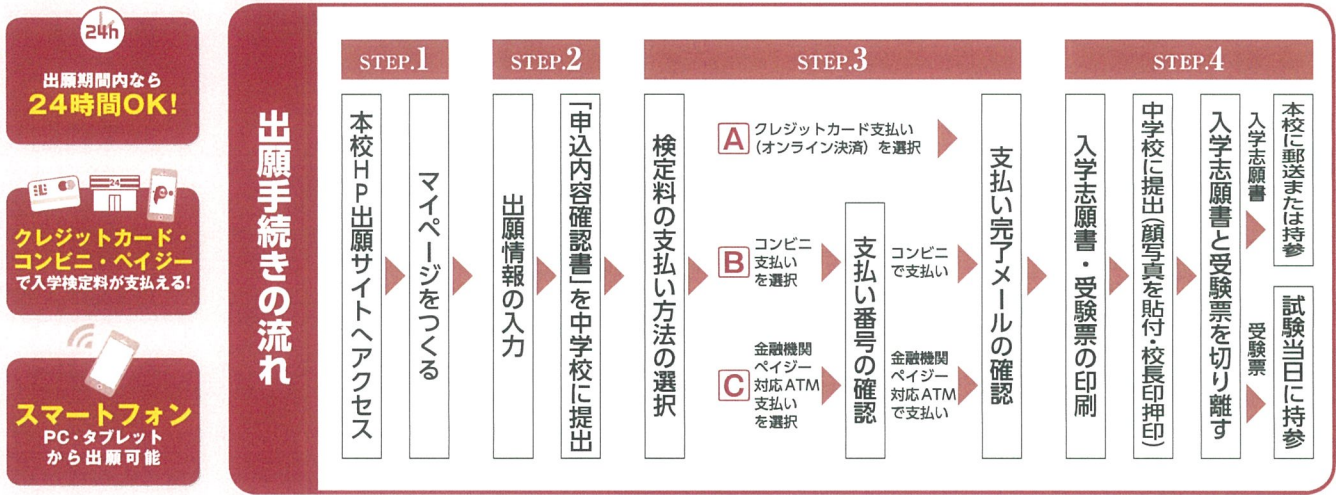 24h
出願期間内なら
24時間OK!
24
クレジットカード・
コンビニ・ペイジー
で入学検定料が支払える!
スマートフォン
PC・タブレット
から出願可能
出願手続きの流れ
STEP.1
本校HP出願サイトへアクセス
マイページをつくる
STEP.2
出願情報の入力
「申込内容確認書」を中学校に提出
STEP.3
検定料の支払い方法の選択
A
クレジットカード支払い
(オンライン決済)を選択
B
コンビニ
支払い
を選択
C
金融機関
ペイジー
対応ATM
支払い
を選択
支払い番号の確認
コンビニ
で支払い
金融機関
ペイジー
対応ATM
で支払い
支払い完了メールの確認
STEP.4
入学志願書・受験票の印刷
中学校に提出(顔写真を貼付・校長印押印)
入学志願書と受験票を切り離す
入学志願書
本校に郵送または持参
受験票
試験当日に持参